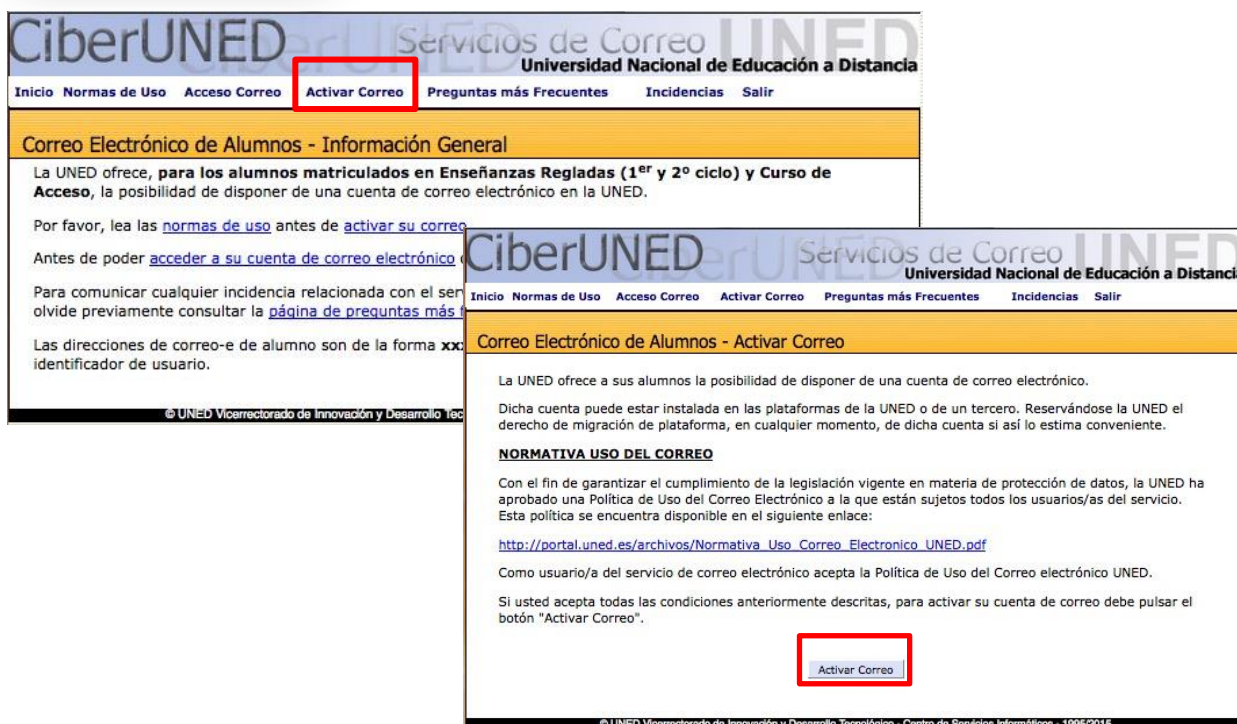 CiberUNED
Servicios de Correo UNED
Universidad Nacional de Educación a Distancia
Inicio Normas de Uso Acceso Correo Activar Correo Preguntas más Frecuentes Incidencias Salir
Correo Electrónico de Alumnos - Información General
La UNED ofrece, para los alumnos matriculados en Enseñanzas Regladas (1er y 2º ciclo) y Curso de
Acceso, la posibilidad de disponer de una cuenta de correo electrónico en la UNED.
Por favor, lea las normas de uso antes de activar su correo
Antes de poder acceder a su cuenta de correo electrónico
Para comunicar cualquier incidencia relacionada con el
olvide previamente consultar la página de preguntas más
Las direcciones de correo-e de alumno son de la forma
identificador de usuario.
© UNED Vicerrectorado de Innovación y Desarrollo
CiberUNED
Servicios de Correo UNED
Universidad Nacional de Educación a Distancia
Inicio Normas de Uso Acceso Correo Activar Correo Preguntas más Frecuentes Incidencias Salir
Correo Electrónico de Alumnos - Activar Correo
La UNED ofrece a sus alumnos la posibilidad de disponer de una cuenta de correo electrónico.
Dicha cuenta puede estar instalada en las plataformas de la UNED o de un tercero. Reservándose la UNED el
derecho de migración de plataforma, en cualquier momento, de dicha cuenta si así lo estima conveniente.
NORMATIVA USO DEL CORREO
Con el fin de garantizar el cumplimiento de la legislación vigente en materia de protección de datos, la UNED ha
aprobado una Política de Uso del Correo Electrónico a la que están sujetos todos los usuarios/as del servicio.
Esta política se encuentra disponible en el siguiente enlace:
http://portal.uned.es/archivos/Normativa_Uso_Correo_Electronico_UNED.pdf
Como usuario/a del servicio de correo electrónico acepta la Política de Uso del Correo electrónico UNED.
Si usted acepta todas las condiciones anteriormente descritas, para activar su cuenta de correo debe pulsar el
botón "Activar Correo".
Activar Correo
© UNED Vicerrectorado de Innovación y Desarrollo Tecnológico - Centro de Servicios Informáticos - 1995/2015